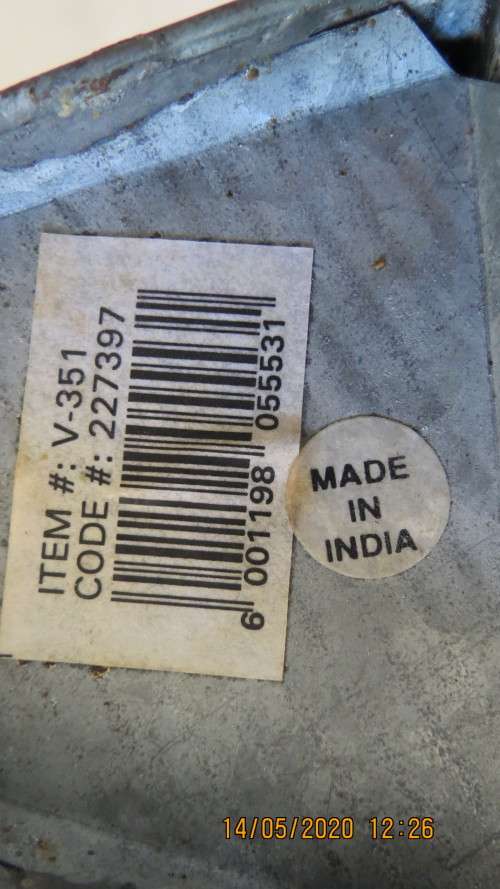 ITEM #: V-351
CODE #: 227397
6 001198 055531
MADE
IN
INDIA
14/05/2020 12:26